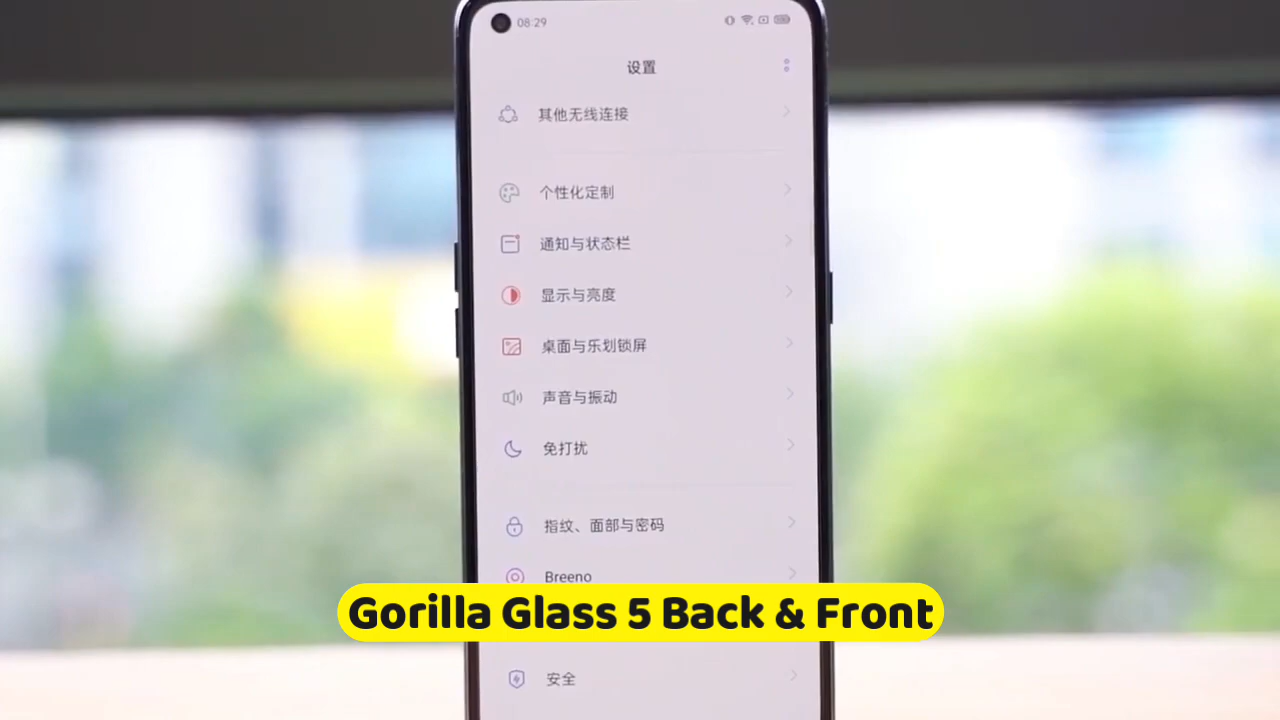 08:29
设置
其他无线连接
个性化定制
通知与状态栏
显示与亮度
桌面与乐划锁屏
声音与振动
免打扰
指纹、面部与密码
Breeno
Gorilla Glass 5 Back & Front
安全